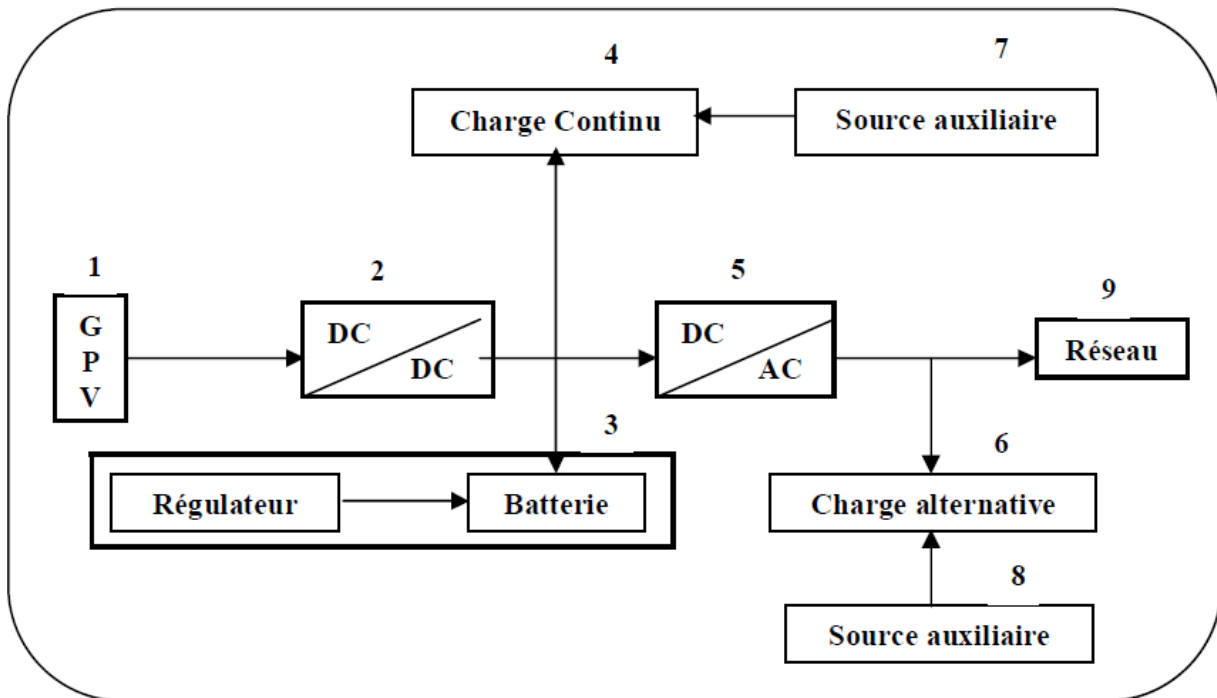 4
7
Charge Continu
Source auxiliaire
1
2
5
9
G
P
V
DC
DC
DC
AC
Réseau
3
6
Régulateur
Batterie
Charge alternative
8
Source auxiliaire